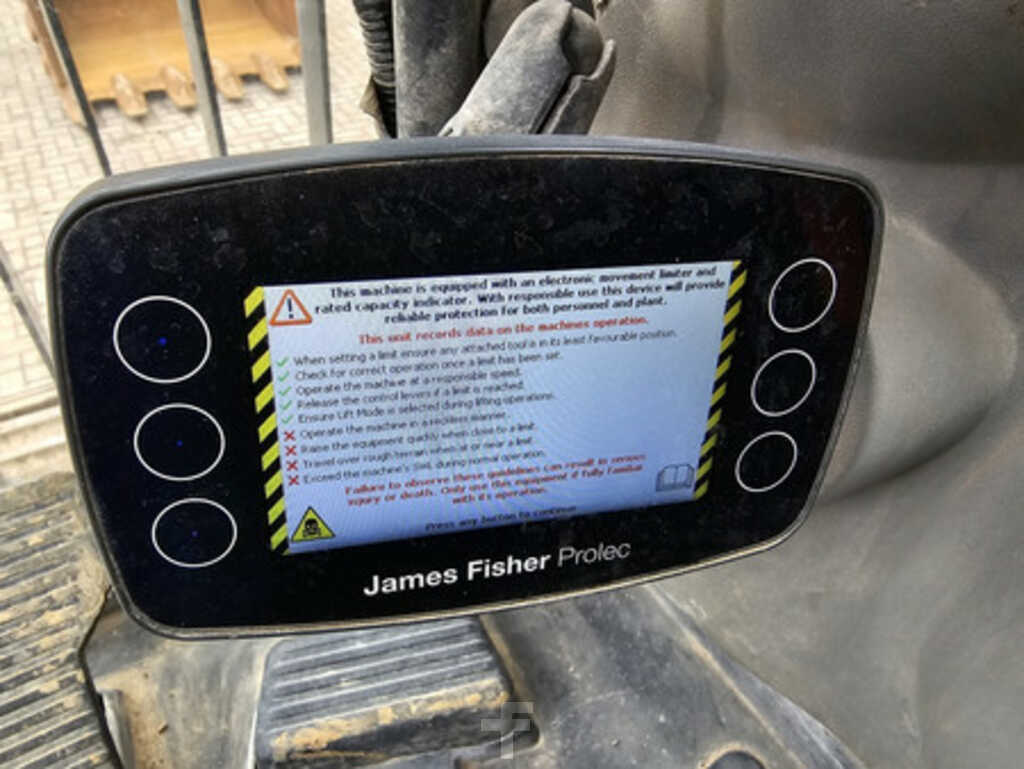 This machine is equipped with an electronic movement limiter and
rated capacity indicator. With responsible use this device will provide
reliable protection for both personnel and plant.
This unit records data on the machines operation.
When setting a limit ensure any attached tool is in its least favourable position.
Check for correct operation once a limit has been set.
Operate the machine at a responsible speed.
Release the control levers if a limit is reached.
Ensure Lift Mode is selected during lifting operations.
Operate the machine in a reckless manner.
Raise the equipment quickly when close to a limit.
Travel over rough terrain when at or near a limit.
Exceed the machine's SWL during normal operation.
Failure to observe these guidelines can result in serious
injury or death. Only use this equipment if fully familiar
with its operation.
Press any button to continue
James Fisher Prolec